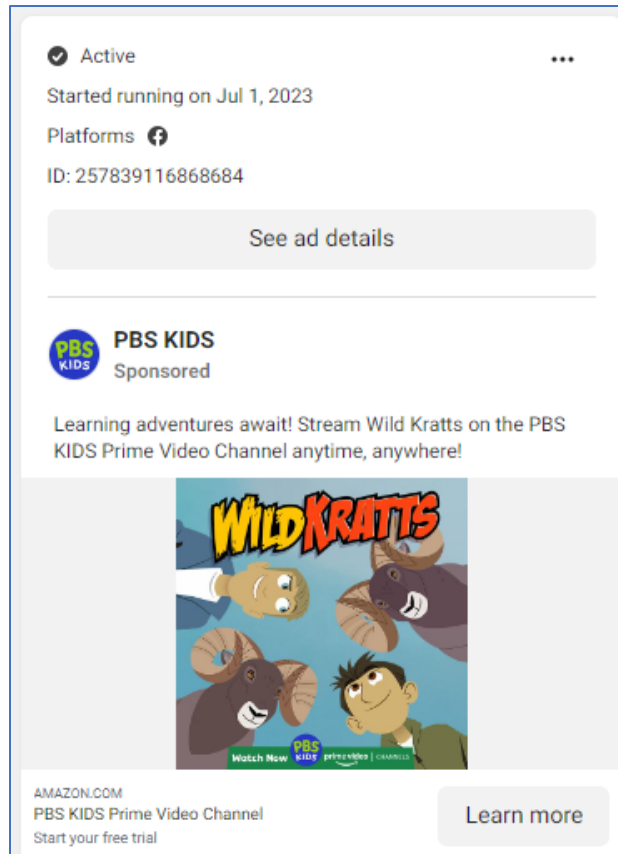 Active
Started running on Jul 1, 2023
Platforms
ID: 257839116868684
See ad details
PBS
KIDS
PBS KIDS
Sponsored
Learning adventures await! Stream Wild Kratts on the PBS
KIDS Prime Video Channel anytime, anywhere!
WILD KRATTS
Watch Now PBS KIDS prime video | CHANNELS
AMAZON.COM
PBS KIDS Prime Video Channel
Start your free trial
Learn more